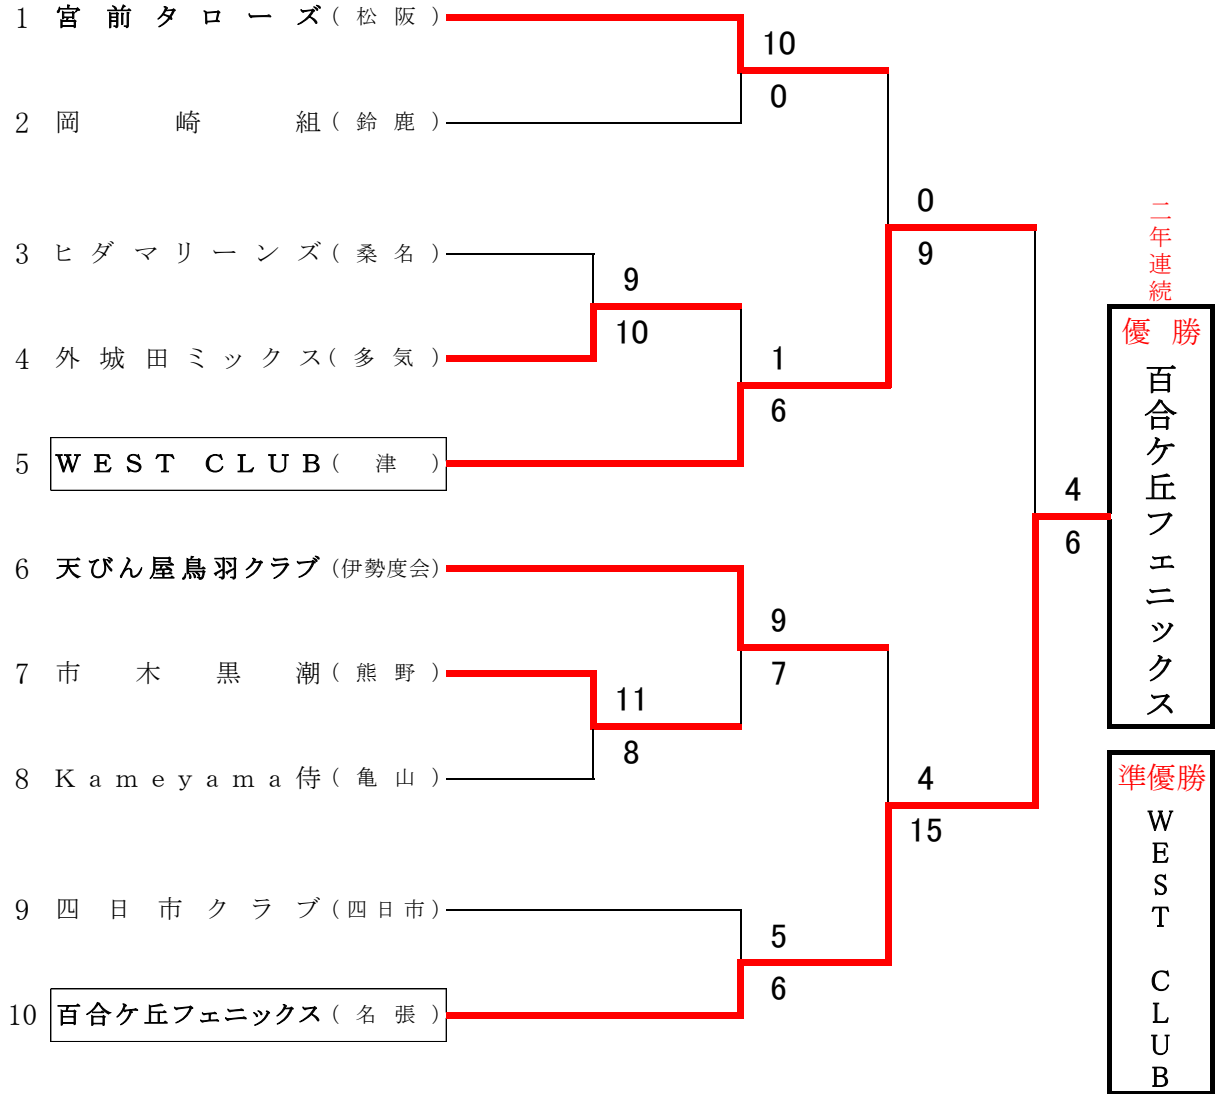 1 宮前タローズ(松阪)
10
0
2 岡崎組(鈴鹿)
0
9
3 ヒダマリーンズ(桑名)
9
10
4 外城田ミックス(多気)
1
6
5 WEST CLUB(津)
4
6
6 天びん屋鳥羽クラブ(伊勢度会)
9
7
7 市木黒潮(熊野)
11
8
8 Kameyama侍(亀山)
4
15
9 四日市クラブ(四日市)
5
6
10 百合ケ丘フェニックス(名張)
二年連続
優勝
百合ケ丘フェニックス
準優勝
WEST CLUB